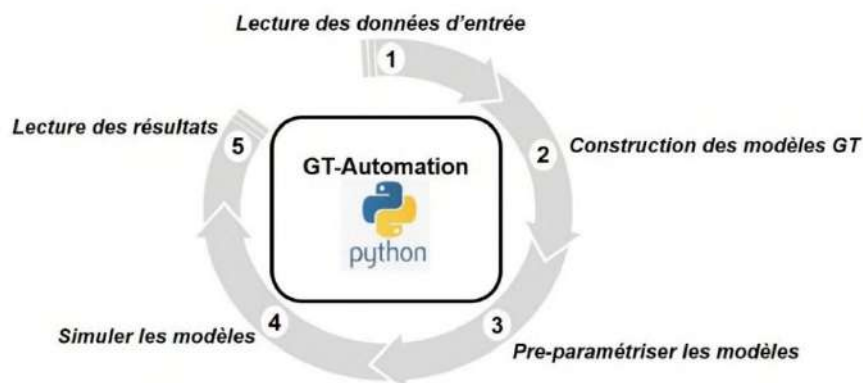 Lecture des données d'entrée
1
2
Construction des modèles GT
3
Pre-paramétriser les modèles
4
Simuler les modèles
5
Lecture des résultats
GT-Automation
python